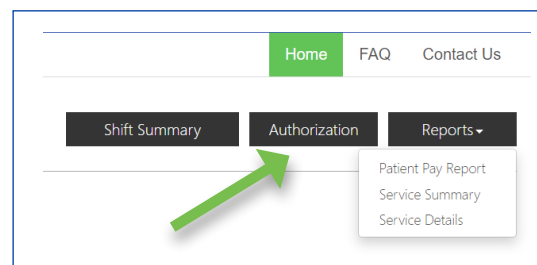 Home FAQ Contact Us
Shift Summary Authorization Reports
Patient Pay Report
Service Summary
Service Details